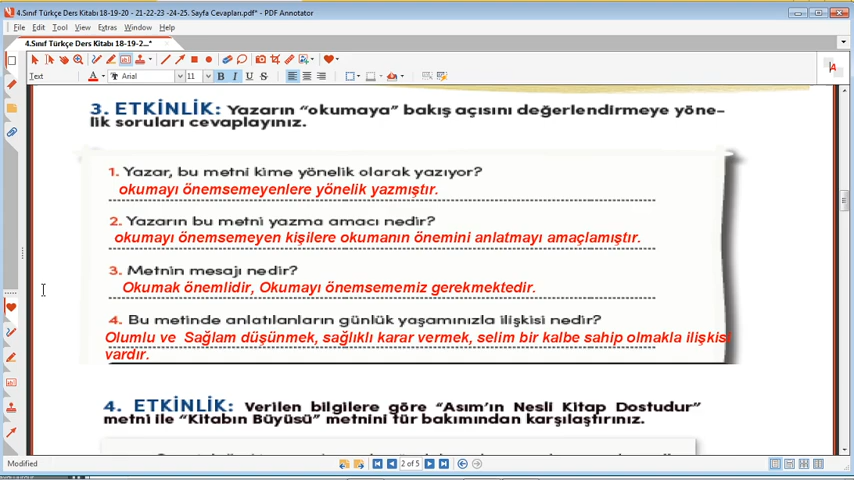 4.Sınıf Türkçe Ders Kitabı 18-19-20 - 21-22-23 -24-25. Sayfa Cevapları.pdf* - PDF Annotator
File Edit Tool View Extras Window Help
4.Sınıf Türkçe Ders Kitabı 18-19-2...*
Text Arial 11 B I U
3. ETKİNLİK: Yazarın “okumaya” bakış açısını değerlendirmeye yöne-
lik soruları cevaplayınız.
1. Yazar, bu metni kime yönelik olarak yazıyor?
okumayı önemsemeyenlere yönelik yazmıştır.
2. Yazarın bu metni yazma amacı nedir?
okumayı önemsemeyen kişilere okumanın önemini anlatmayı amaçlamıştır.
3. Metnin mesajı nedir?
Okumak önemlidir, Okumayı önemsememiz gerekmektedir.
4. Bu metinde anlatılanların günlük yaşamınızla ilişkisi nedir?
Olumlu ve Sağlam düşünmek, sağlıklı karar vermek, selim bir kalbe sahip olmakla ilişkisi
vardır.
4. ETKİNLİK: Verilen bilgilere göre “Asım’ın Nesli Kitap Dostudur”
metni ile “Kitabın Büyüsü” metnini tür bakımından karşılaştırınız.
Modified 2 of 5